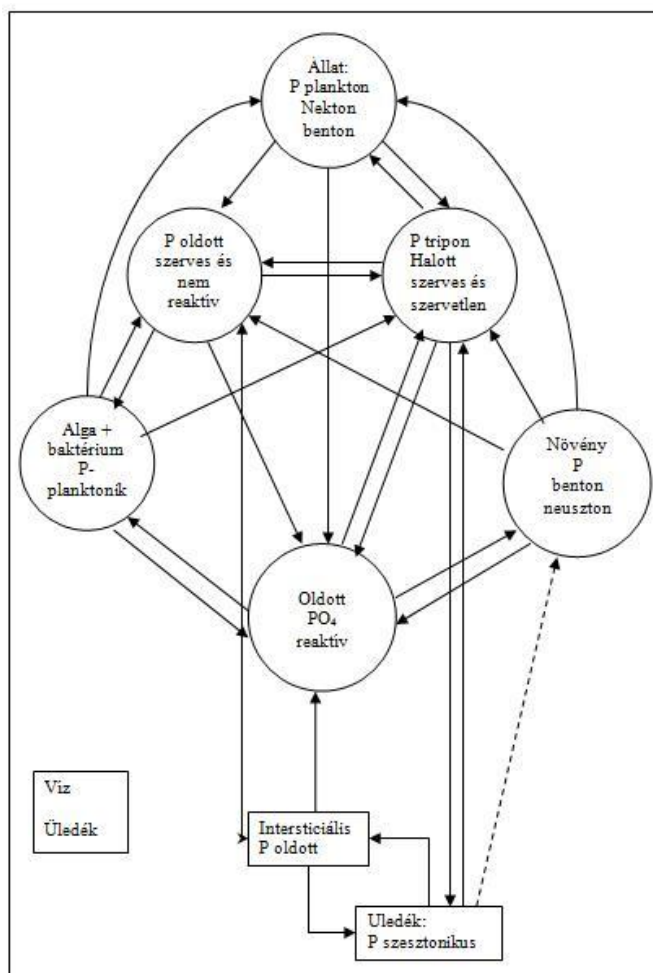 Állat:
P plankton
Nekton
benton
P oldott
szerves és
nem
reaktív
P tripon
Halott
szerves és
szervetlen
Alga +
baktérium
P-
planktonik
Növény
P
benton
neuszton
Oldott
PO₄
reaktív
Víz
Üledék
Intersticiális
P oldott
Uledék:
P szesztonikus